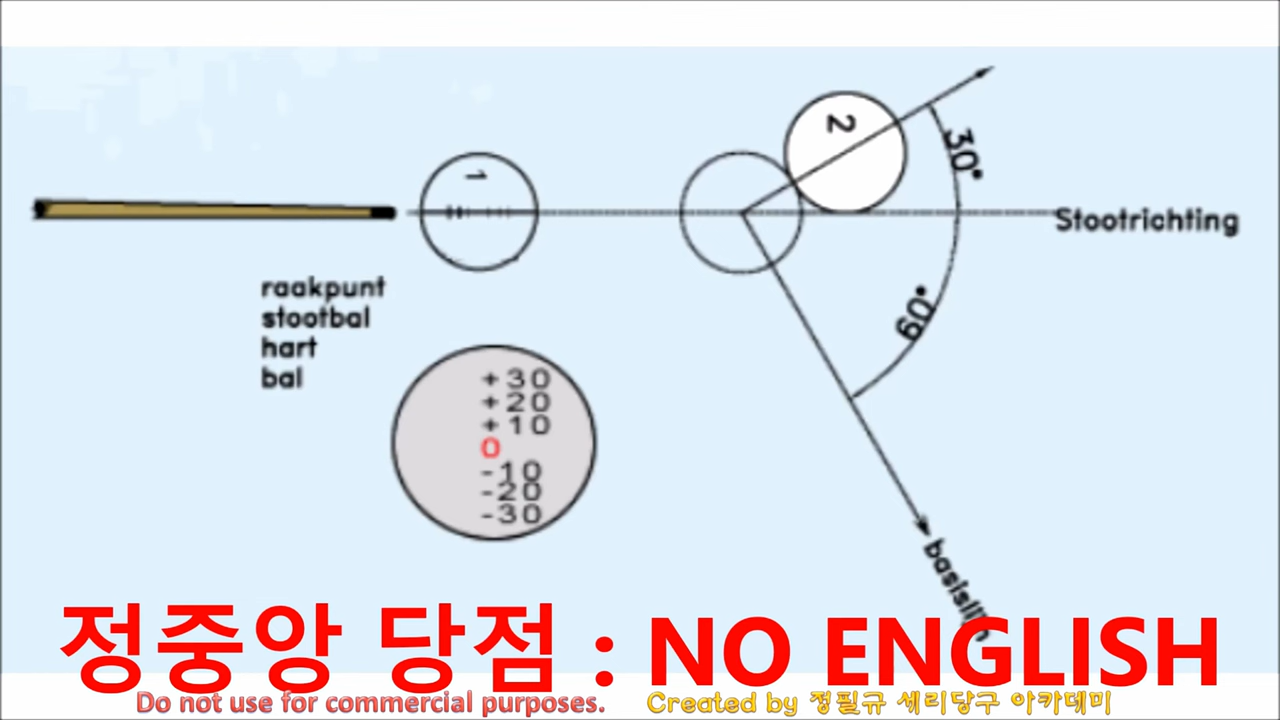 1
2
30°
Stootrichting
60°
raakpunt
stootbal
hart
bal
+30
+20
+10
0
-10
-20
-30
정중앙 당점 : NO ENGLISH
Do not use for commercial purposes.
Created by 정필규 세리당구 아카데미